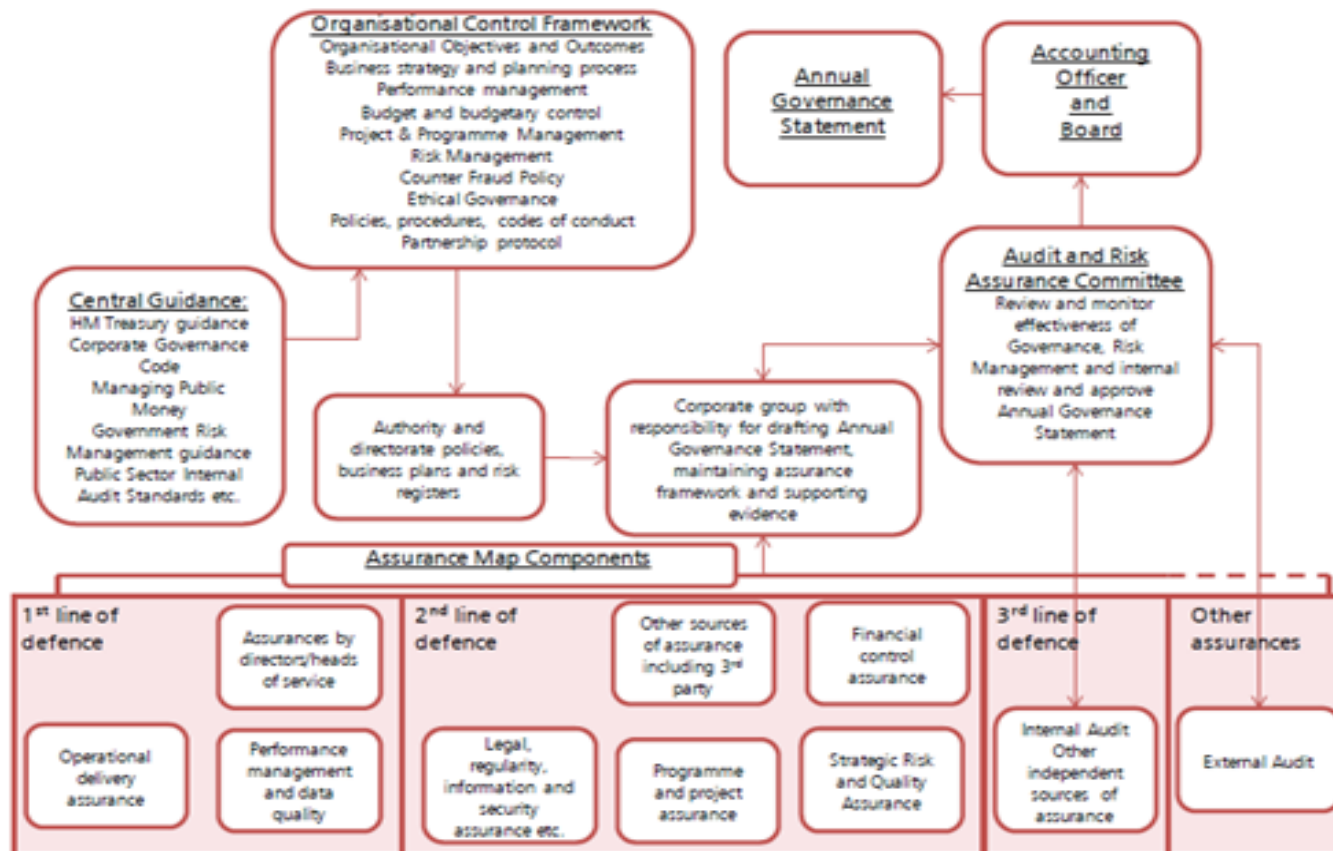 Organisational Control Framework
Organisational Objectives and Outcomes
Business strategy and planning process
Performance management
Budget and budgetary control
Project & Programme Management
Risk Management
Counter Fraud Policy
Ethical Governance
Policies, procedures, codes of conduct
Partnership protocol
Annual
Governance
Statement
Accounting
Officer
and
Board
Central Guidance:
HM Treasury guidance
Corporate Governance
Code
Managing Public
Money
Government Risk
Management guidance
Public Sector Internal
Audit Standards etc.
Authority and
directorate policies,
business plans and risk
registers
Corporate group with
responsibility for drafting Annual
Governance Statement,
maintaining assurance
framework and supporting
evidence
Audit and Risk
Assurance Committee
Review and monitor
effectiveness of
Governance, Risk
Management and internal
review and approve
Annual Governance
Statement
Assurance Map Components
1st line of
defence
Assurances by
directors/heads
of service
Operational
delivery
assurance
Performance
management
and data
quality
2nd line of
defence
Other sources
of assurance
including 3rd
party
Financial
control
assurance
Legal,
regularity,
information and
security
assurance etc.
Programme
and project
assurance
Strategic Risk
and Quality
Assurance
3rd line of
defence
Internal Audit
Other
independent
sources of
assurance
Other
assurances
External Audit